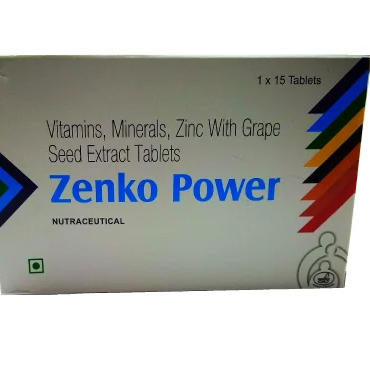 1 x 15 Tablets
Vitamins, Minerals, Zinc With Grape
Seed Extract Tablets
Zenko Power
NUTRACEUTICAL